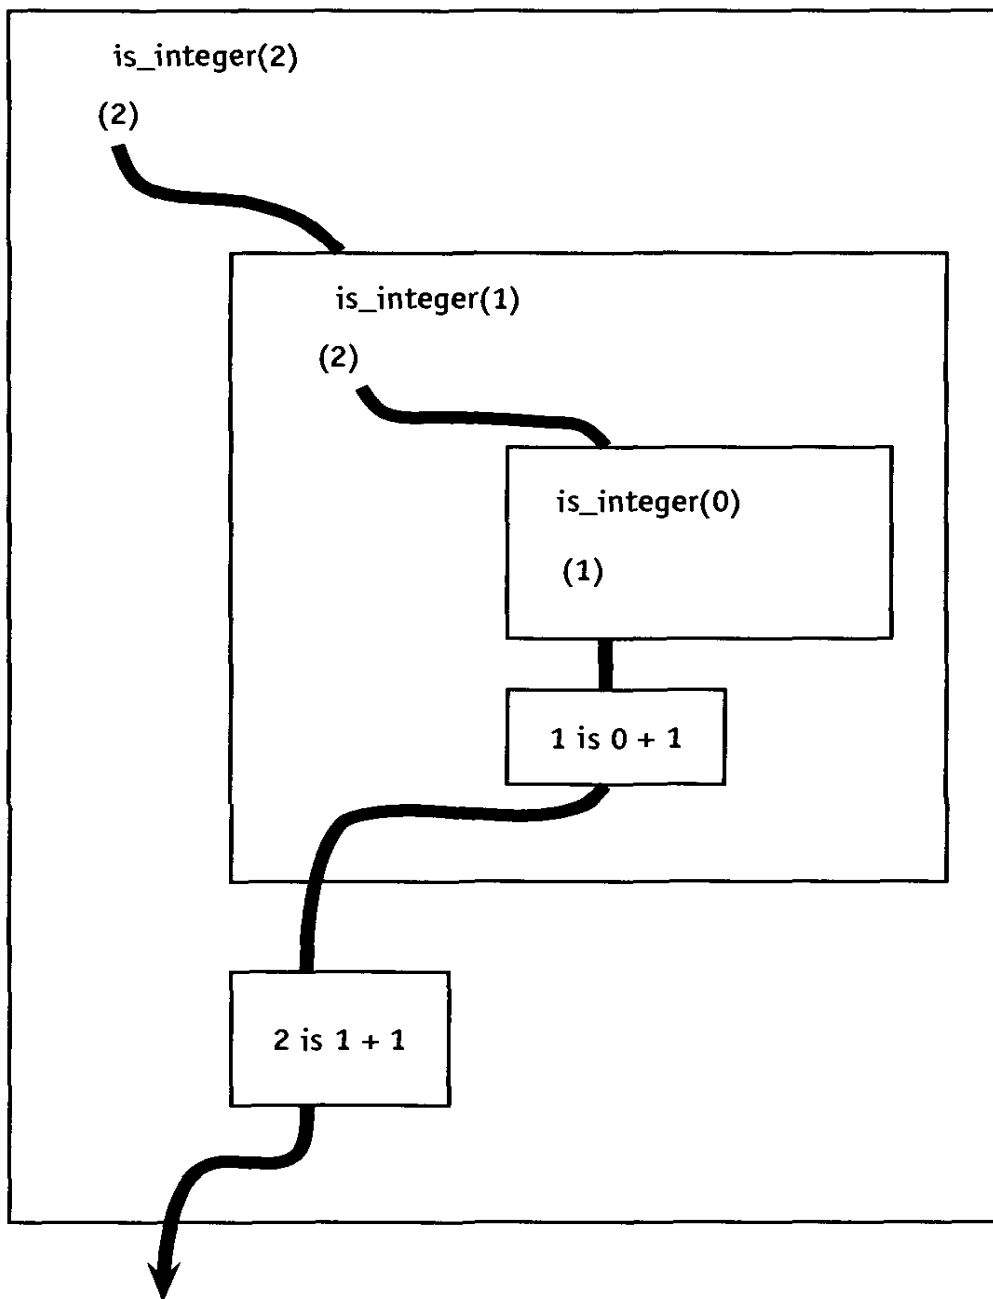 is_integer(2)
(2)
is_integer(1)
(2)
is_integer(0)
(1)
1 is 0 + 1
2 is 1 + 1